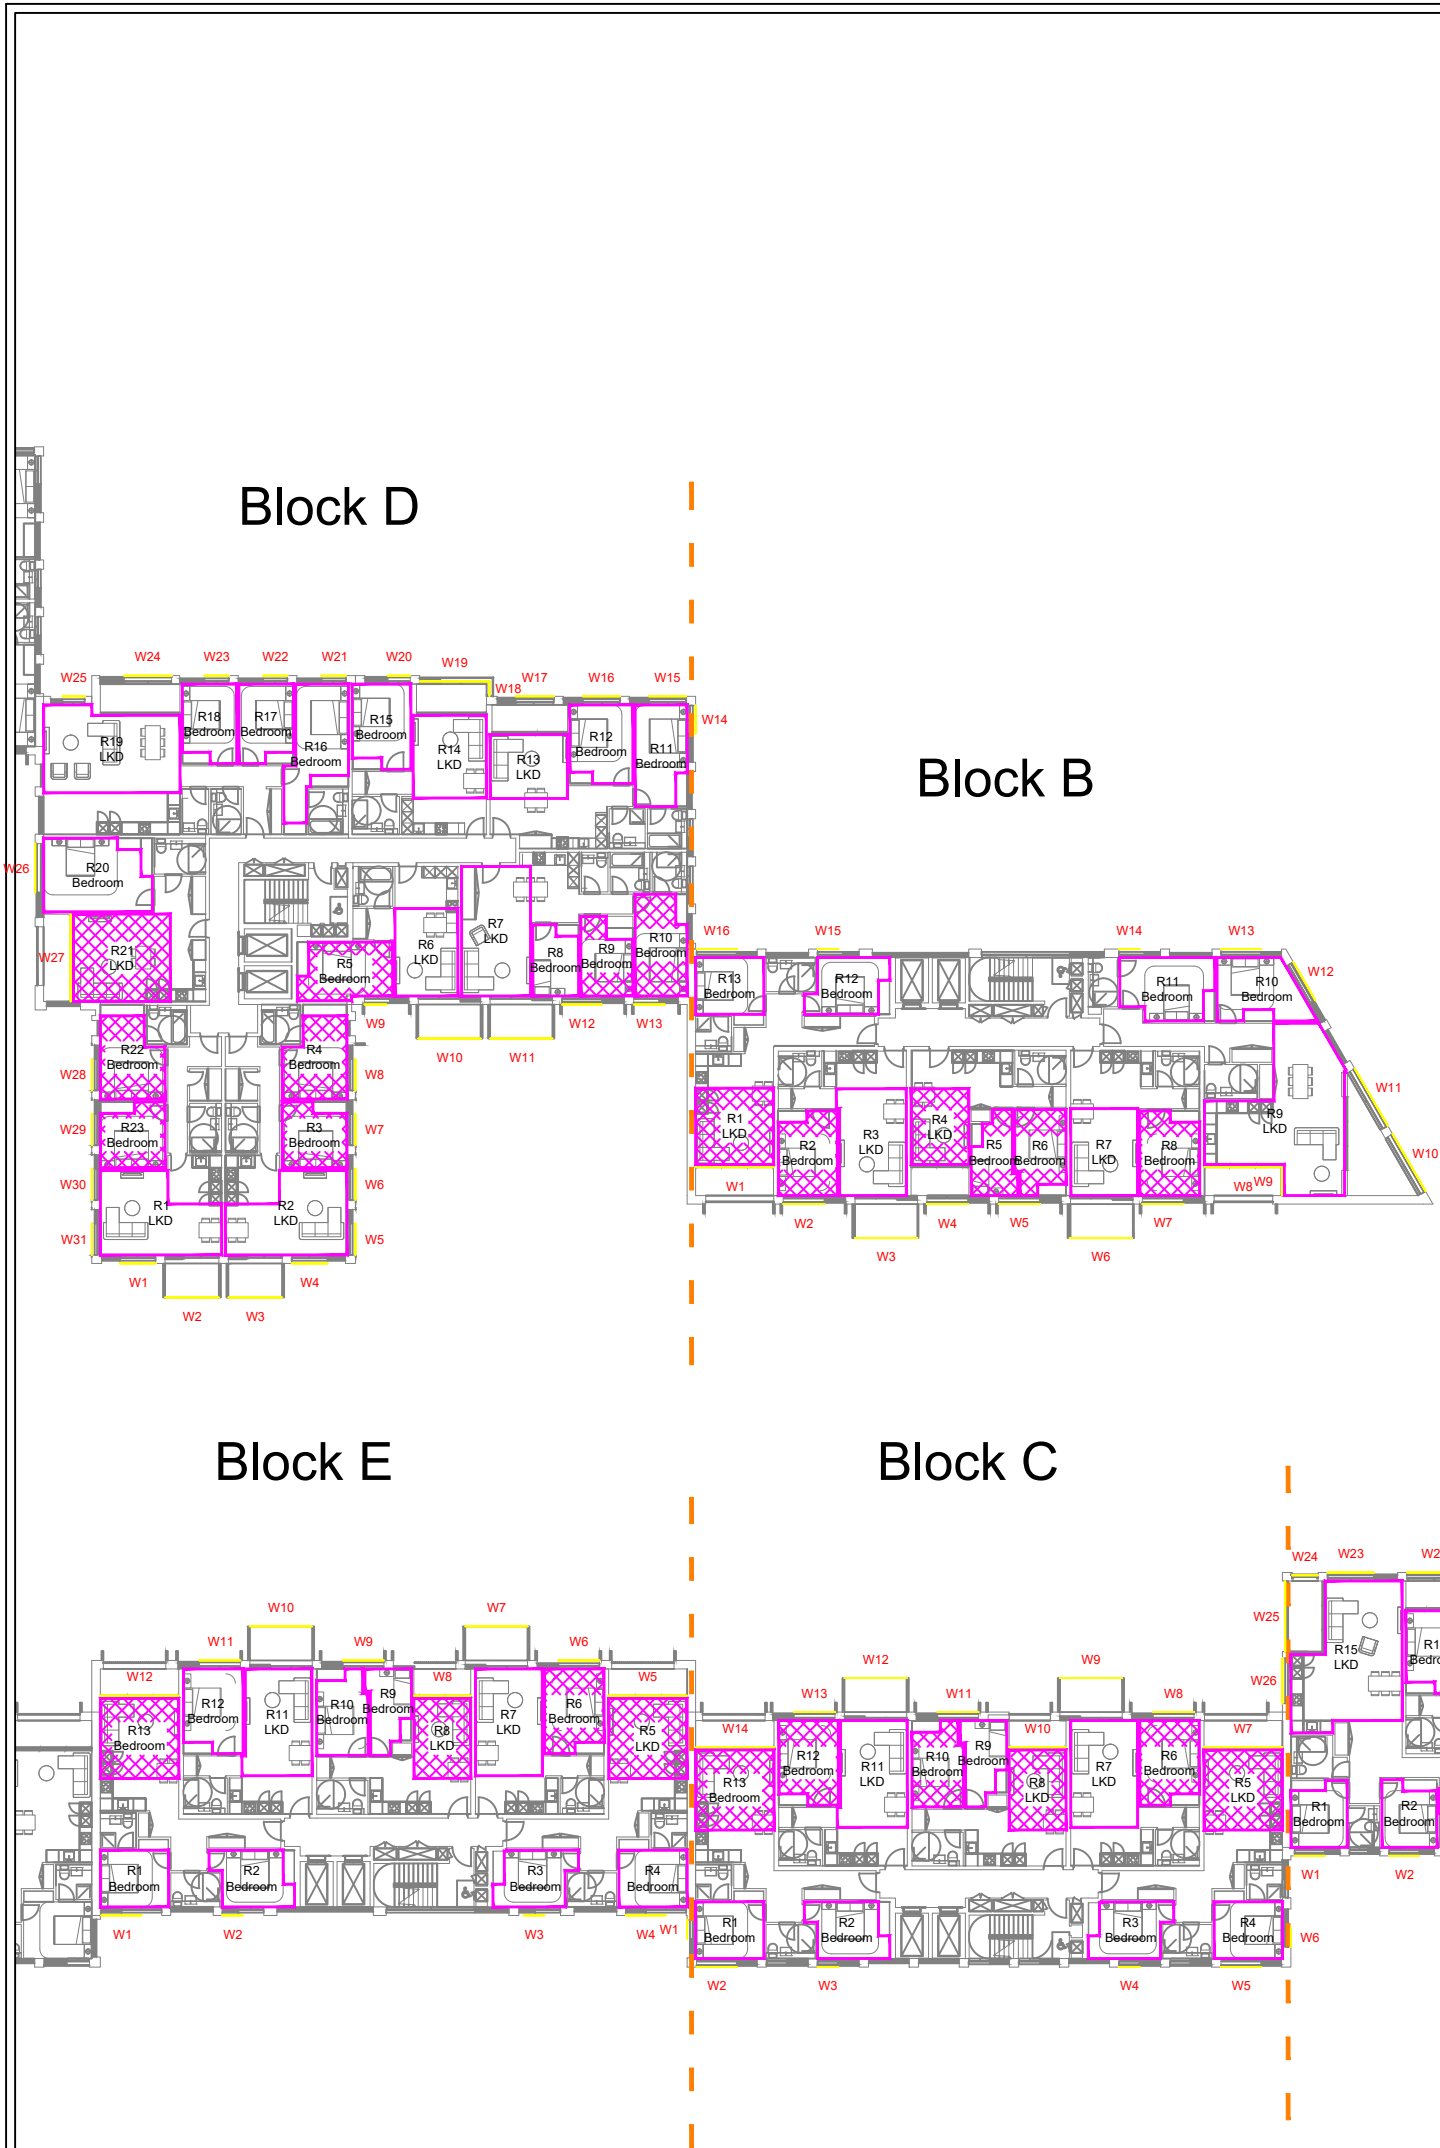 Block D
W25
W24
W23
W22
W21
W20
W19
W18
W17
W16
W15
W14
R19
LKD
R18
Bedroom
R17
Bedroom
R16
Bedroom
R15
Bedroom
R14
LKD
R13
LKD
R12
Bedroom
R11
Bedroom
W26
R20
Bedroom
W27
R21
LKD
R5
Bedroom
R6
LKD
R7
LKD
R8
Bedroom
R9
Bedroom
R10
Bedroom
W9
W10
W11
W12
W13
W28
R22
Bedroom
R4
Bedroom
W8
W29
R23
Bedroom
R3
Bedroom
W7
W30
R1
LKD
R2
LKD
W6
W31
W5
W1
W2
W3
W4
Block B
W16
W15
W14
W13
W12
R13
Bedroom
R12
Bedroom
R11
Bedroom
R10
Bedroom
W11
R1
LKD
R2
Bedroom
R3
LKD
R4
LKD
R5
Bedroom
R6
Bedroom
R7
LKD
R8
Bedroom
R9
LKD
W10
W1
W2
W3
W4
W5
W6
W7
W8
W9
Block E
W12
W11
W10
W9
W8
W7
W6
W5
R13
Bedroom
R12
Bedroom
R11
LKD
R10
Bedroom
R9
Bedroom
R8
LKD
R7
LKD
R6
Bedroom
R5
LKD
R1
Bedroom
R2
Bedroom
R3
Bedroom
R4
Bedroom
W1
W2
W3
W4
Block C
W1
W14
W13
W12
W11
W10
W9
W8
W7
R13
Bedroom
R12
Bedroom
R11
LKD
R10
Bedroom
R9
Bedroom
R8
LKD
R7
LKD
R6
Bedroom
R5
LKD
R1
Bedroom
R2
Bedroom
R3
Bedroom
R4
Bedroom
W6
W2
W3
W4
W5
W24
W23
W25
W26
R15
LKD
R1
Bedroom
R2
Bedroom
W1
W2